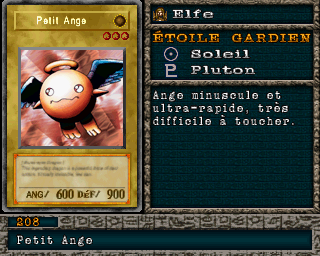 Petit Ange
ANG/ 600 DéF/ 900
Elfe
ÉTOILE GARDIEN
Soleil
Pluton
Ange minuscule et
ultra-rapide, très
difficile à toucher.
208
Petit Ange